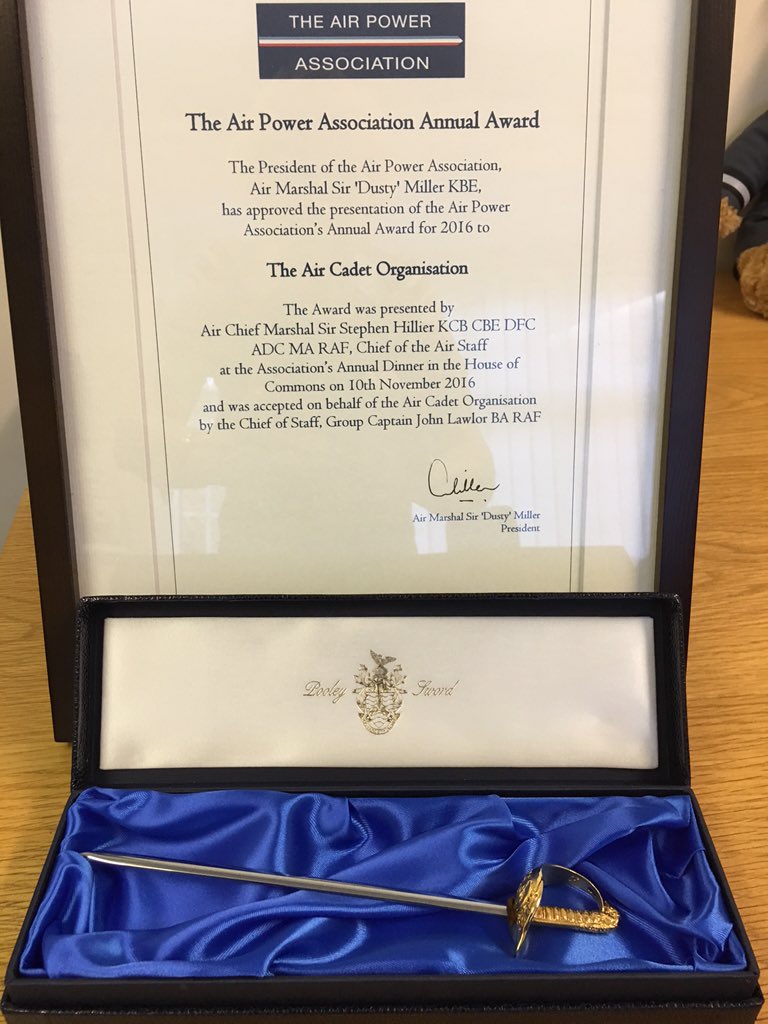 THE AIR POWER
ASSOCIATION
The Air Power Association Annual Award
The President of the Air Power Association,
Air Marshal Sir 'Dusty' Miller KBE,
has approved the presentation of the Air Power
Association's Annual Award for 2016 to
The Air Cadet Organisation
The Award was presented by
Air Chief Marshal Sir Stephen Hillier KCB CBE DFC
ADC MA RAF, Chief of the Air Staff
at the Association's Annual Dinner in the House of
Commons on 10th November 2016
and was accepted on behalf of the Air Cadet Organisation
by the Chief of Staff, Group Captain John Lawlor BA RAF
Air Marshal Sir 'Dusty' Miller
President
Pooley Sword